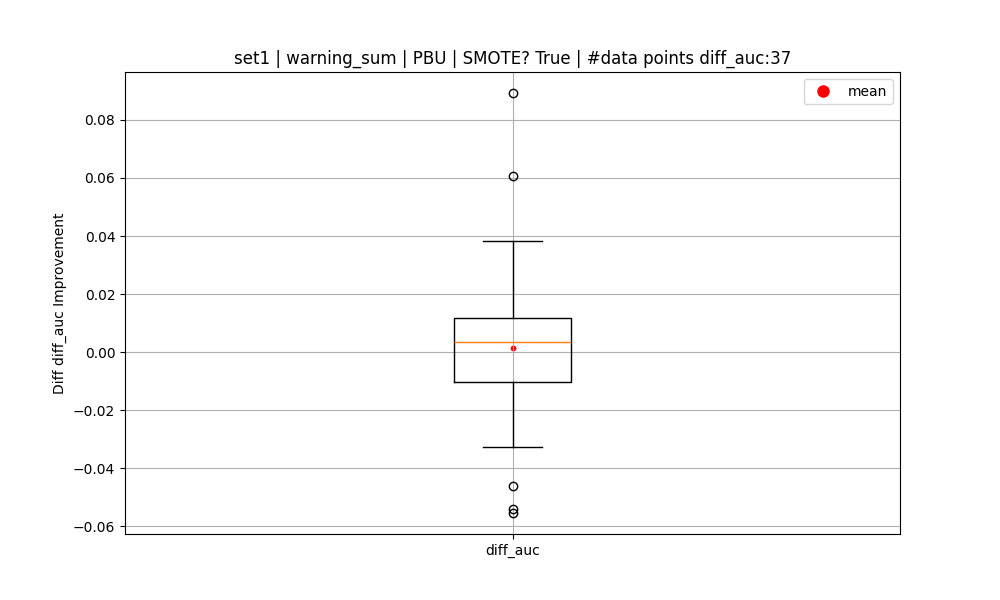 set1 | warning_sum | PBU | SMOTE? True | #data points diff_auc:37
mean
0.08
0.06
0.04
0.02
0.00
−0.02
−0.04
−0.06
Diff diff_auc Improvement
diff_auc